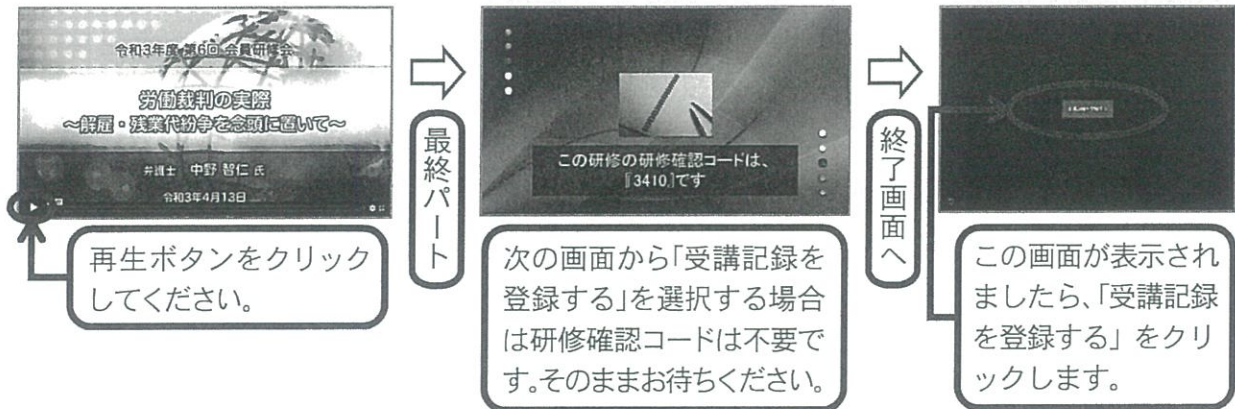 令和3年度 第6回 会員研修会
労働裁判の実際
～解雇・残業代紛争を念頭に置いて～
弁護士 中野 智仁 氏
令和3年4月13日
再生ボタンをクリック
してください。
最終パート
この研修の研修確認コードは、
『3410』です
次の画面から「受講記録を
登録する」を選択する場合
は研修確認コードは不要で
す。そのままお待ちください。
終了画面へ
この画面が表示され
ましたら、「受講記録
を登録する」をクリ
ックします。